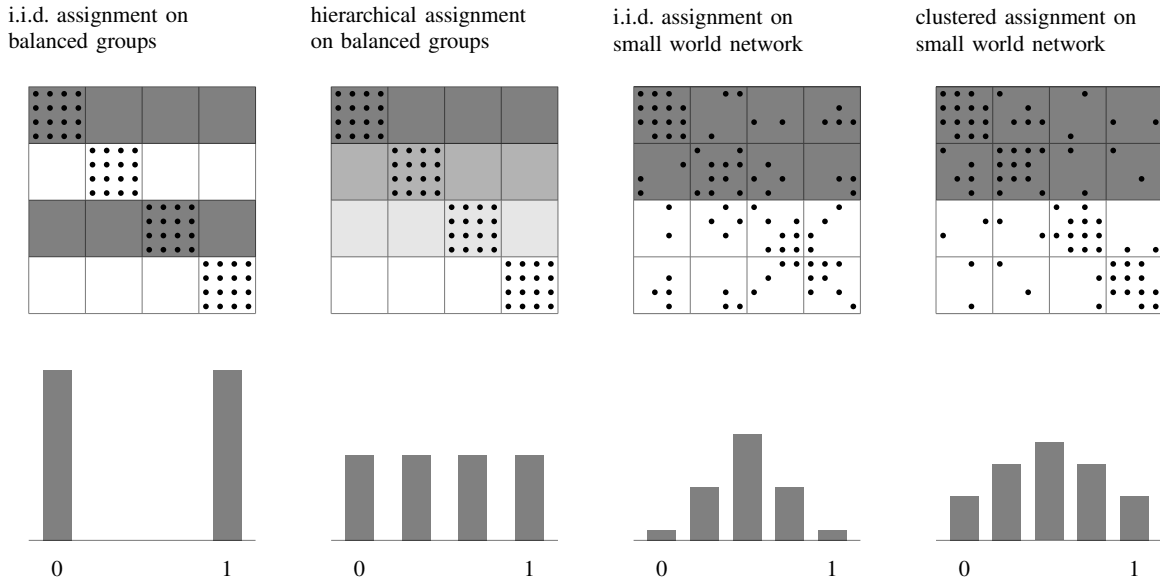 i.i.d. assignment on
balanced groups
hierarchical assignment
on balanced groups
i.i.d. assignment on
small world network
clustered assignment on
small world network
0 1
0 1
0 1
0 1